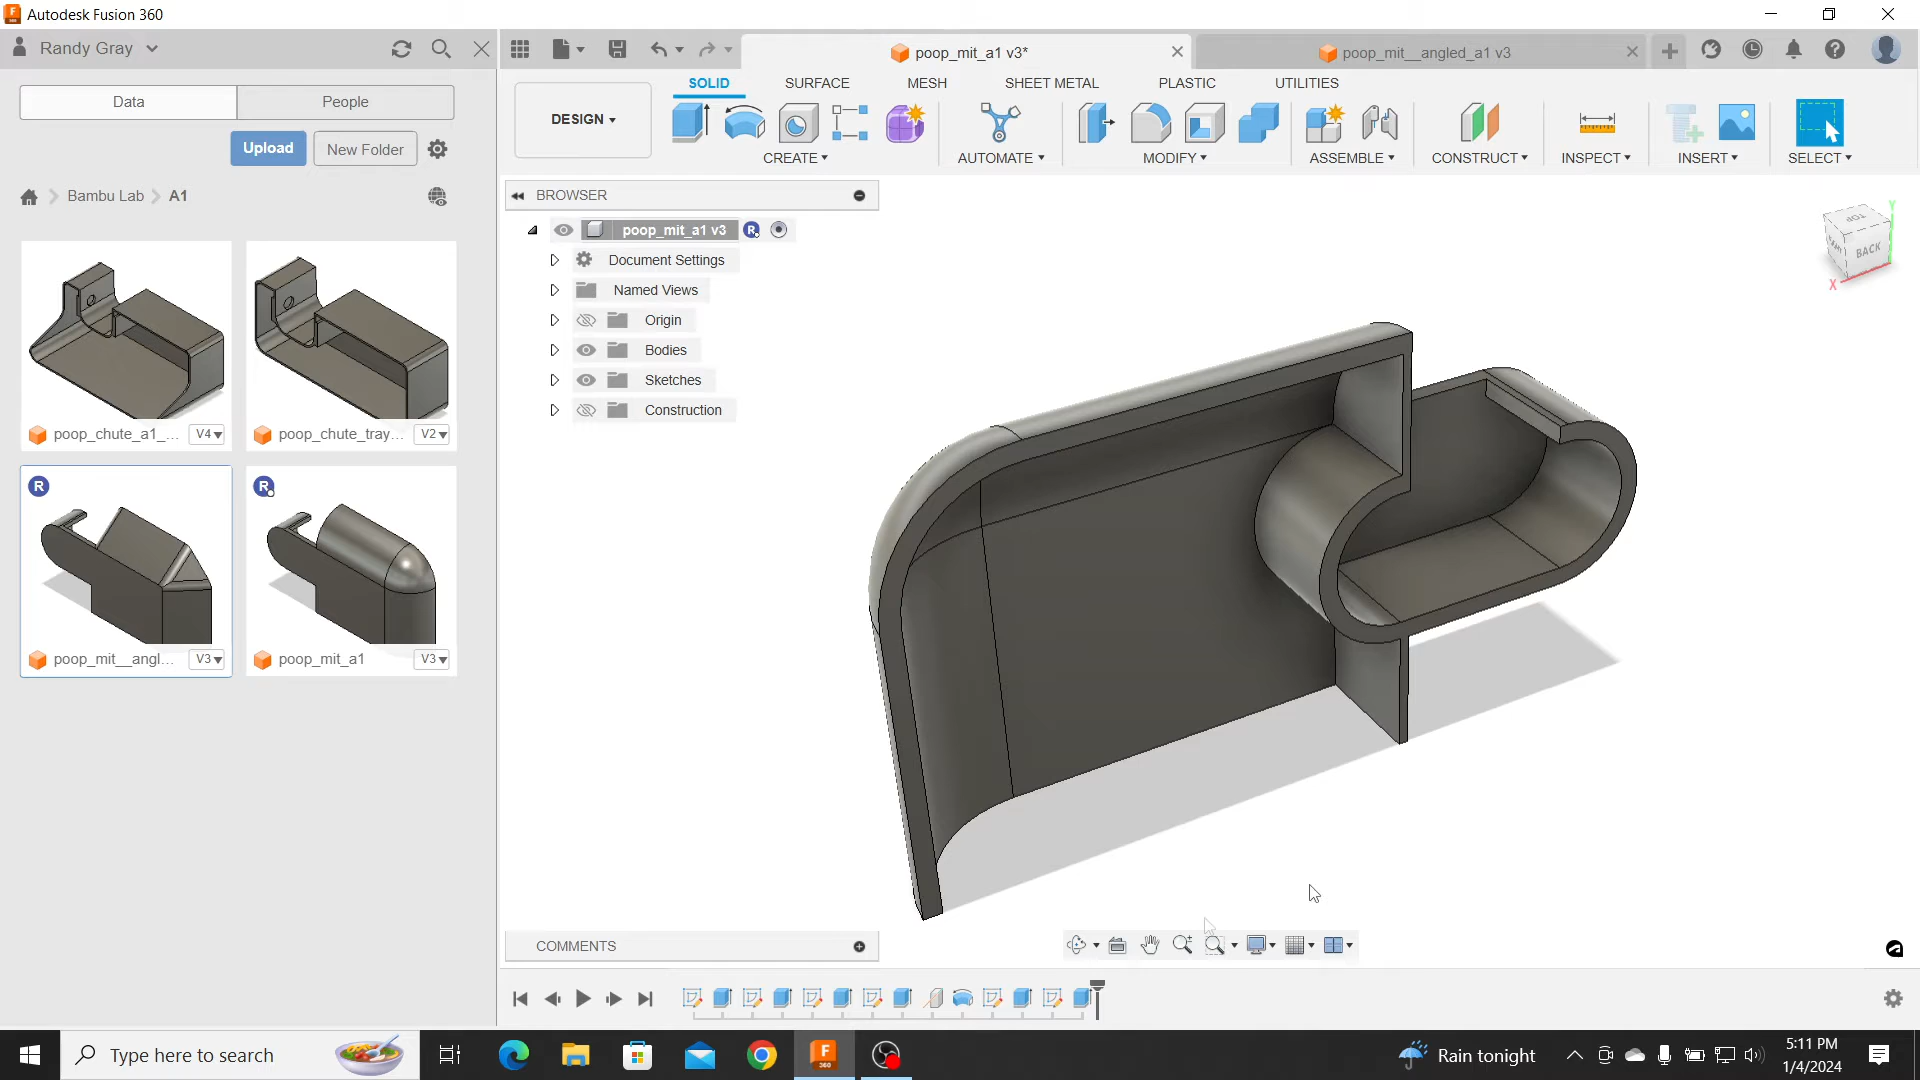 Autodesk Fusion 360
Randy Gray
poop_mit_a1 v3*
poop_mit__angled_a1 v3
Data
People
Upload
New Folder
Bambu Lab
A1
DESIGN
SOLID
SURFACE
MESH
SHEET METAL
PLASTIC
UTILITIES
CREATE
AUTOMATE
MODIFY
ASSEMBLE
CONSTRUCT
INSPECT
INSERT
SELECT
BROWSER
poop_mit_a1 v3
R
Document Settings
Named Views
Origin
Bodies
Sketches
Construction
TOP
BACK
X
Y
poop_chute_a1_...
V4
poop_chute_tray...
V2
R
R
poop_mit__angl...
V3
poop_mit_a1
V3
COMMENTS
Type here to search
F
360
Rain tonight
5:11 PM
1/4/2024